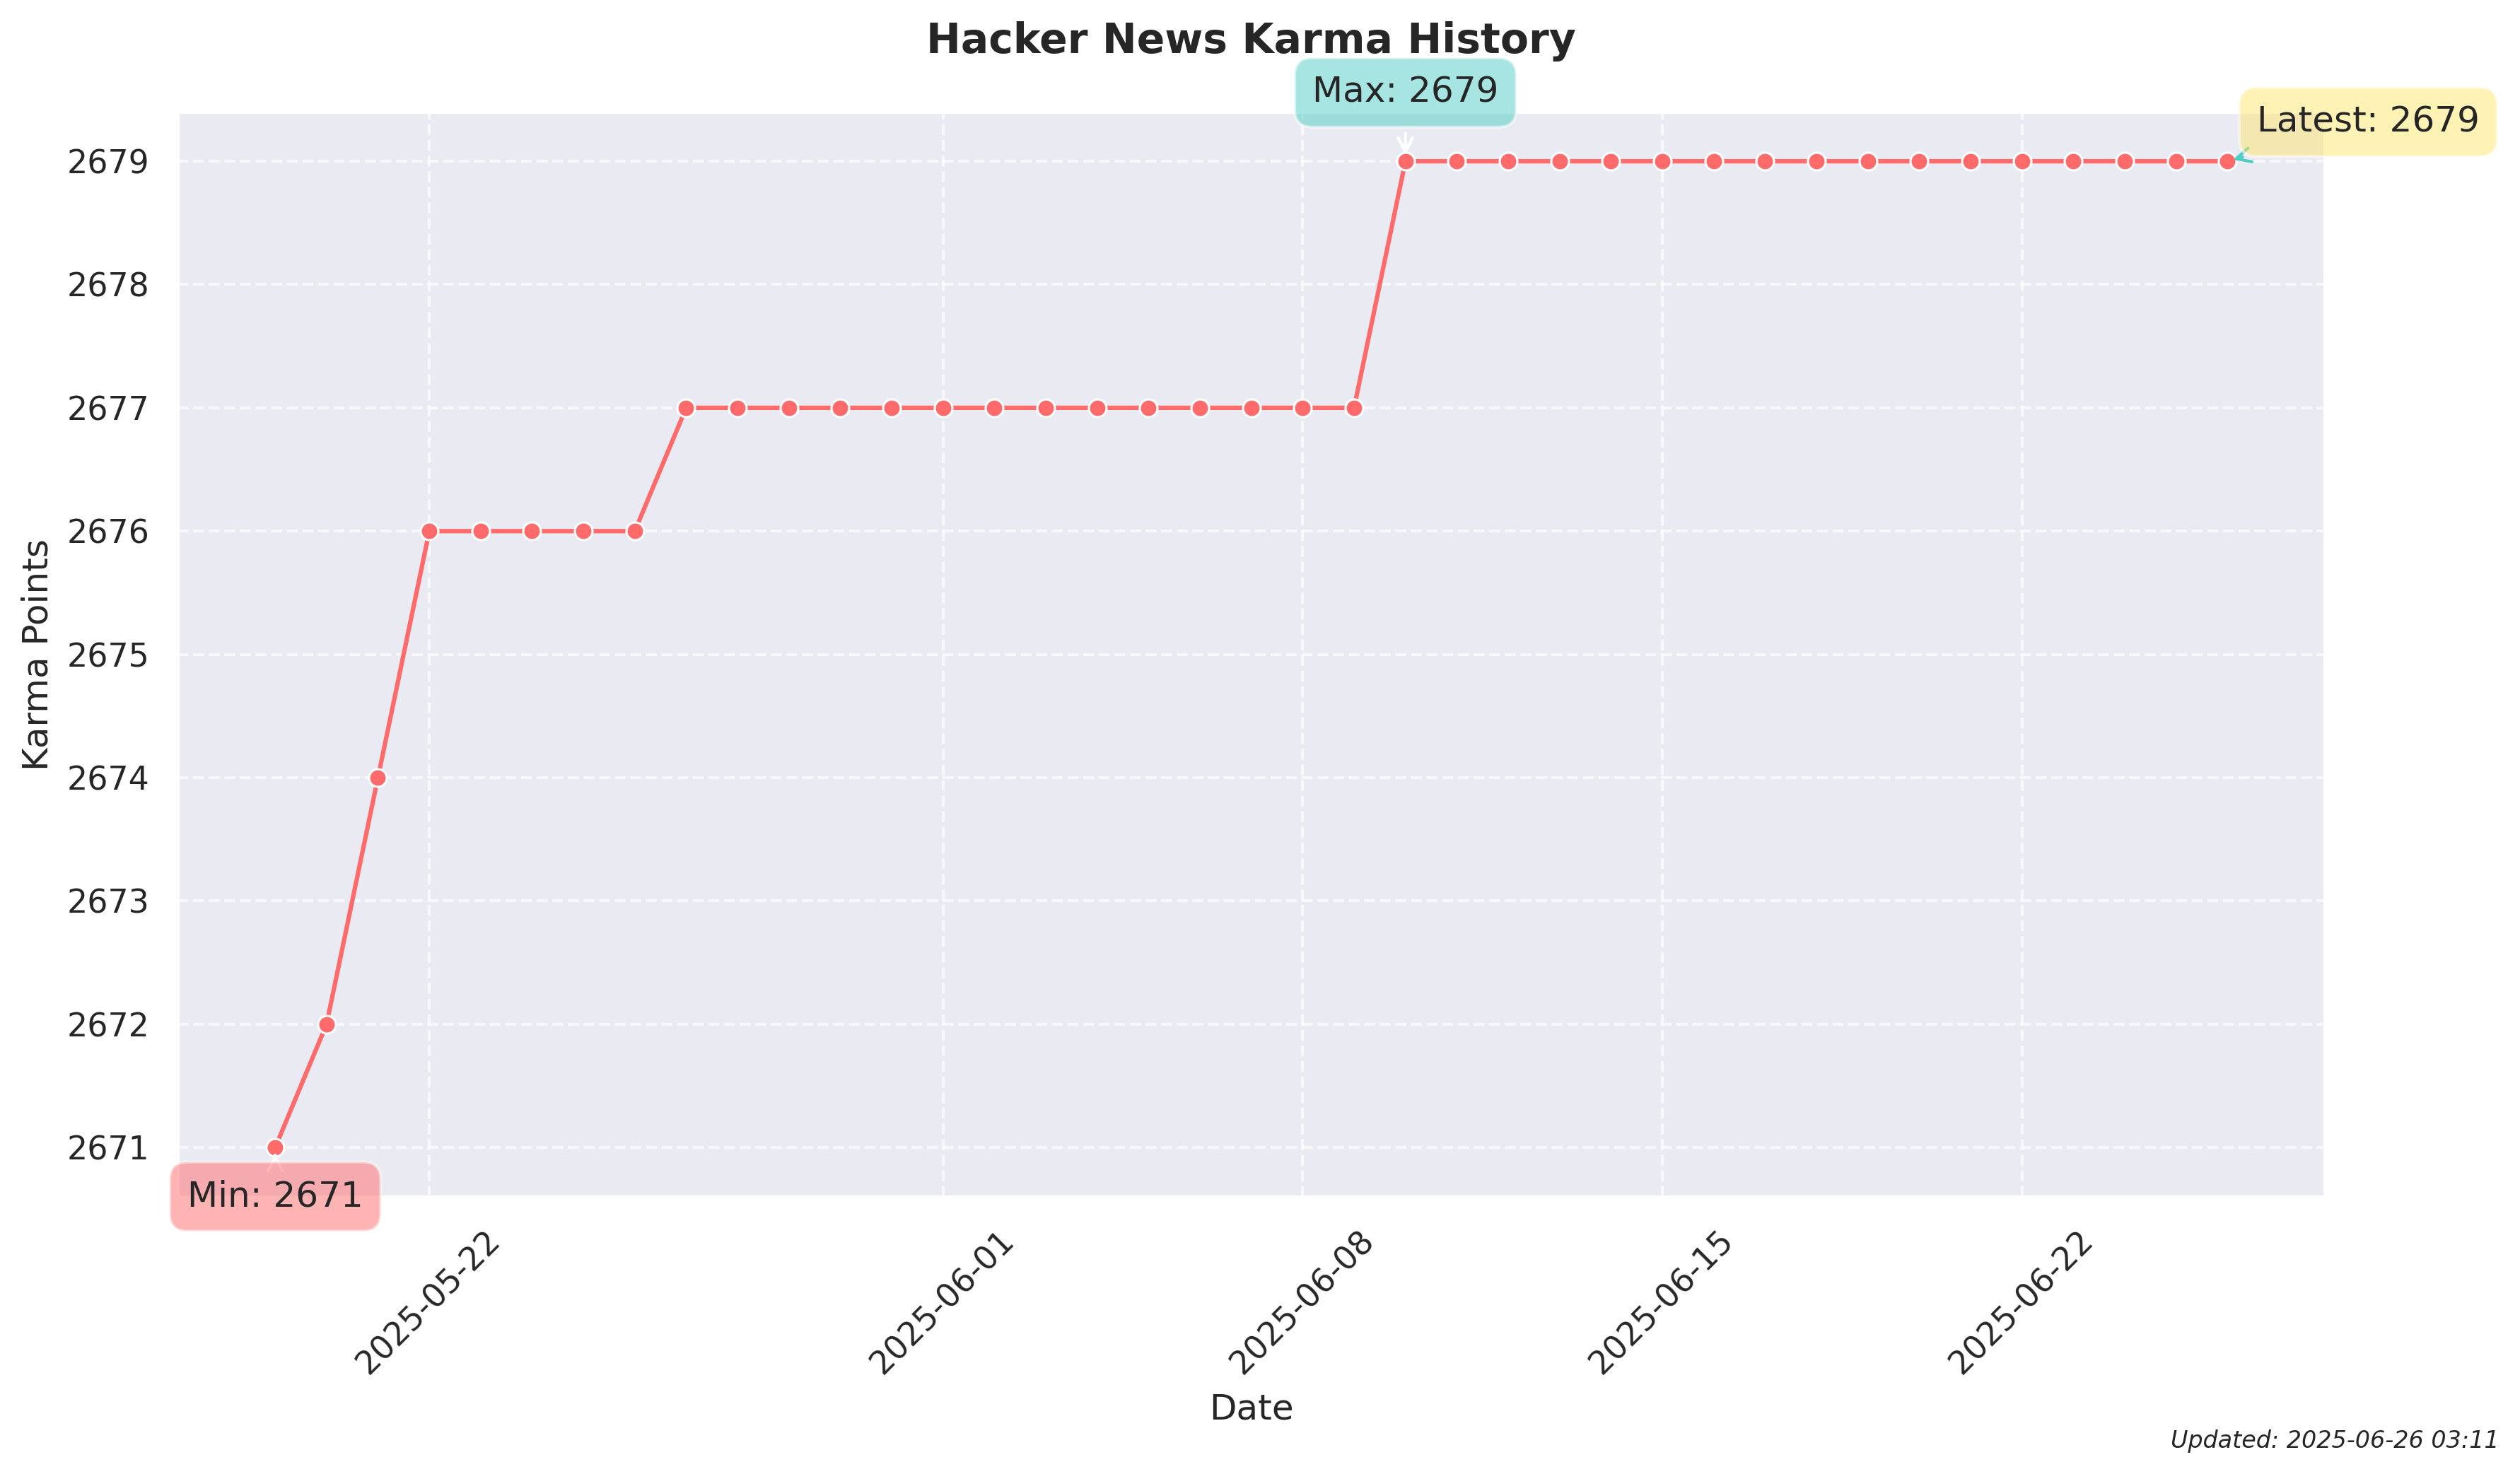 Hacker News Karma History
Max: 2679
Latest: 2679
2679
2678
2677
2676
2675
2674
2673
2672
2671
Karma Points
Min: 2671
2025-05-22
2025-06-01
2025-06-08
2025-06-15
2025-06-22
Date
Updated: 2025-06-26 03:11